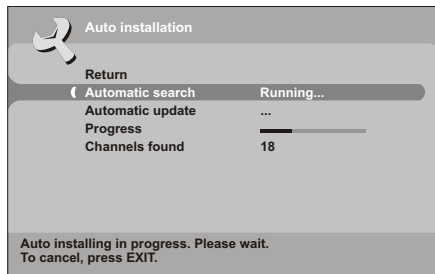 Auto installation
Return
Automatic search Running...
Automatic update ...
Progress
Channels found 18
Auto installing in progress. Please wait.
To cancel, press EXIT.